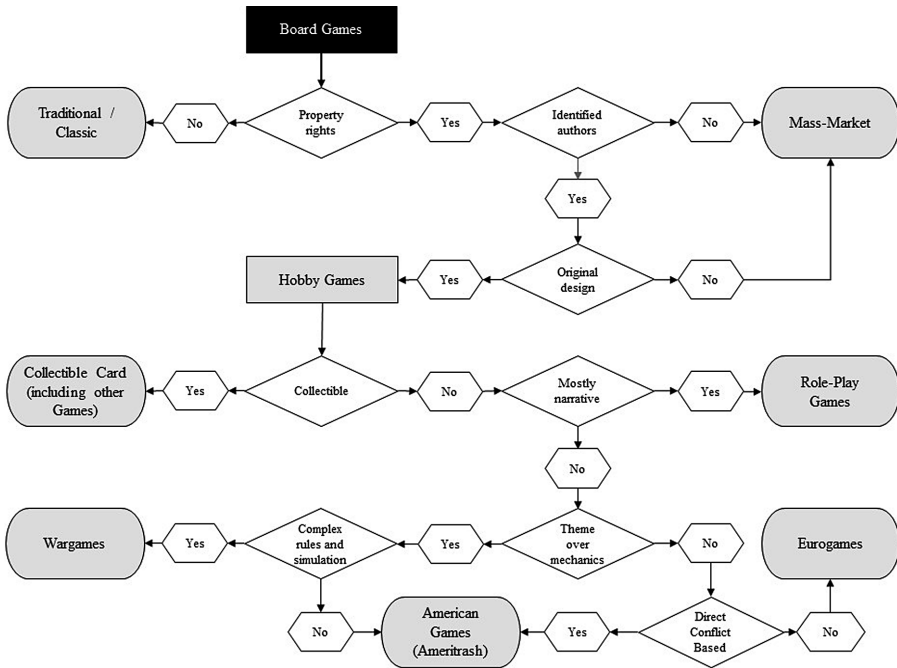 Board Games
Traditional /
Classic
No
Property
rights
Yes
Identified
authors
No
Mass-Market
Yes
Hobby Games
Yes
Original
design
No
Collectible Card
(including other
Games)
Yes
Collectible
No
Mostly
narrative
Yes
Role-Play
Games
No
Wargames
Yes
Complex
rules and
simulation
Yes
Theme
over
mechanics
No
Eurogames
No
American
Games
(Ameritrash)
Yes
Direct
Conflict
Based
No